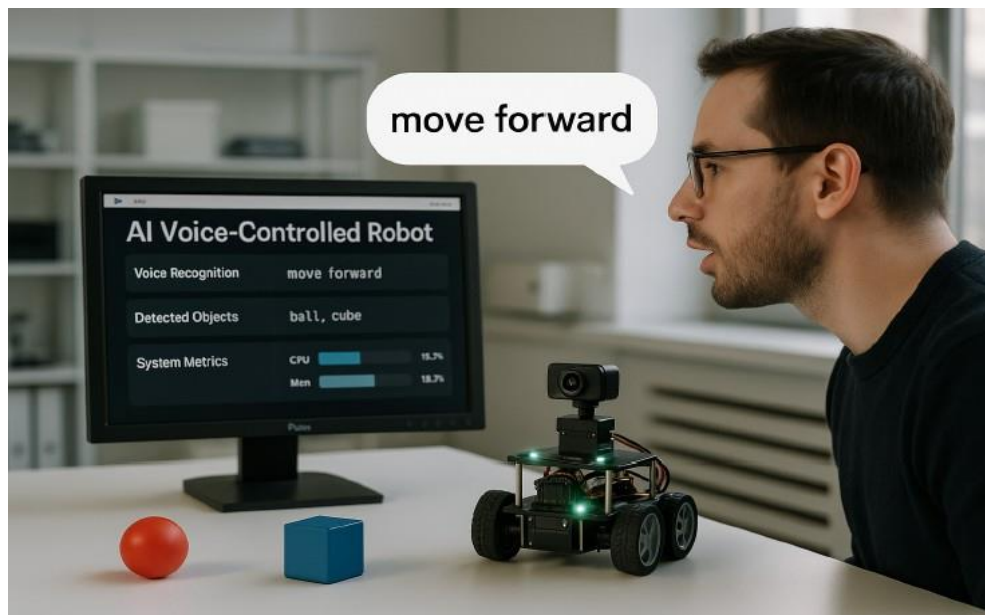 move forward
AI Voice-Controlled Robot
Voice Recognition move forward
Detected Objects ball, cube
System Metrics CPU 15.7%
Men 18.7%